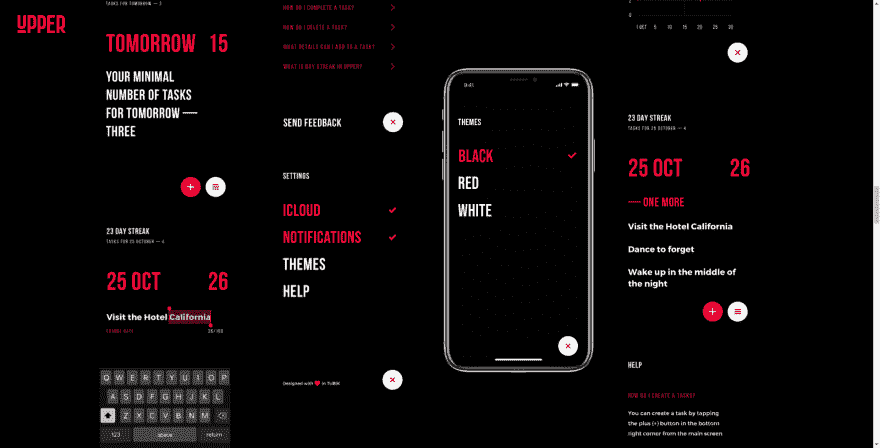 UPPER
TASKS FOR TOMORROW — 3
TOMORROW 15
YOUR MINIMAL
NUMBER OF TASKS
FOR TOMORROW —
THREE
23 DAY STREAK
TASKS FOR 25 OCTOBER — 4
25 OCT 26
Visit the Hotel California
Q W E R T Y U I O P
A S D F G H J K L
Z X C V B N M
123 space return
HOW DO I COMPLETE A TASK?
HOW DO I DELETE A TASK?
WHAT DETAILS CAN I ADD TO A TASK?
WHAT IS DAY STREAK IN UPPER?
SEND FEEDBACK
SETTINGS
ICLOUD
NOTIFICATIONS
THEMES
HELP
Designed with ❤ in
9:41
THEMES
BLACK
RED
WHITE
0
1 OCT 5 10 15 20 25 30
23 DAY STREAK
TASKS FOR 25 OCTOBER — 4
25 OCT 26
— ONE MORE
Visit the Hotel California
Dance to forget
Wake up in the middle of
the night
HELP
HOW DO I CREATE A TASK?
You can create a task by tapping
the plus (+) button in the bottom
right corner from the main screen